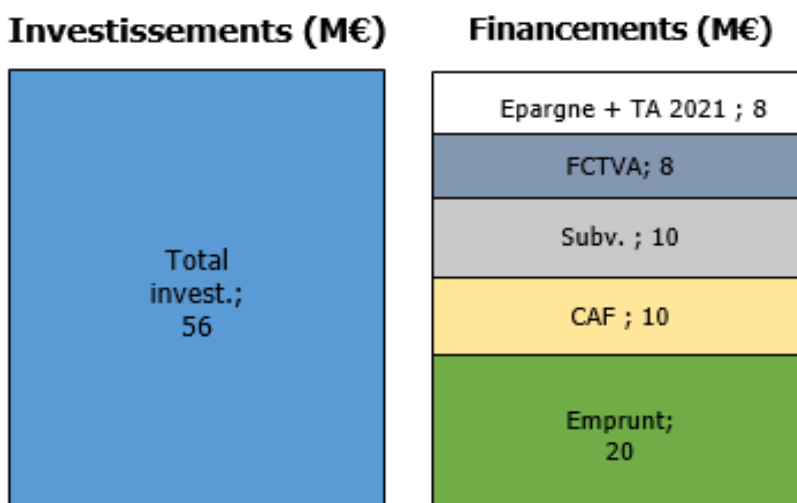 Investissements (M€)
Financements (M€)
Total
invest.;
56
Epargne + TA 2021 ; 8
FCTVA; 8
Subv. ; 10
CAF ; 10
Emprunt;
20